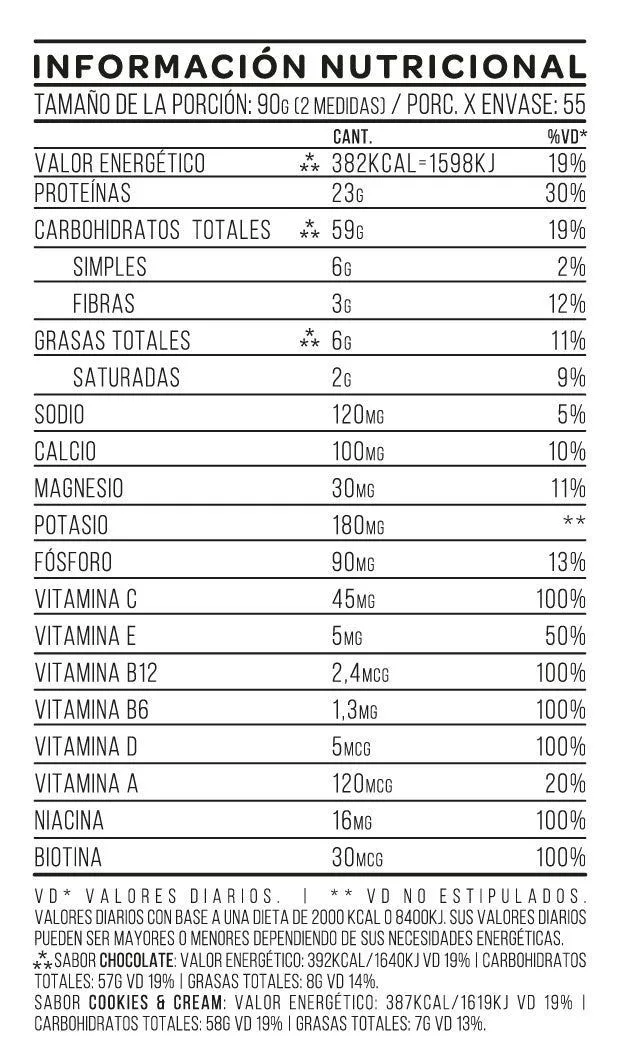 INFORMACIÓN NUTRICIONAL
TAMAÑO DE LA PORCIÓN: 90G (2 MEDIDAS) / PORC. X ENVASE: 55
CANT. %VD*
VALOR ENERGÉTICO *** 382KCAL=1598KJ 19%
PROTEÍNAS 23G 30%
CARBOHIDRATOS TOTALES *** 59G 19%
SIMPLES 6G 2%
FIBRAS 3G 12%
GRASAS TOTALES *** 6G 11%
SATURADAS 2G 9%
SODIO 120MG 5%
CALCIO 100MG 10%
MAGNESIO 30MG 11%
POTASIO 180MG **
FÓSFORO 90MG 13%
VITAMINA C 45MG 100%
VITAMINA E 5MG 50%
VITAMINA B12 2,4MCG 100%
VITAMINA B6 1,3MG 100%
VITAMINA D 5MCG 100%
VITAMINA A 120MCG 20%
NIACINA 16MG 100%
BIOTINA 30MCG 100%
VD* VALORES DIARIOS. | ** VD NO ESTIPULADOS.
VALORES DIARIOS CON BASE A UNA DIETA DE 2000 KCAL O 8400KJ. SUS VALORES DIARIOS
PUEDEN SER MAYORES O MENORES DEPENDIENDO DE SUS NECESIDADES ENERGÉTICAS.
*** SABOR CHOCOLATE: VALOR ENERGÉTICO: 392KCAL/1640KJ VD 19% | CARBOHIDRATOS
TOTALES: 57G VD 19% | GRASAS TOTALES: 8G VD 14%.
SABOR COOKIES & CREAM: VALOR ENERGÉTICO: 387KCAL/1619KJ VD 19% |
CARBOHIDRATOS TOTALES: 58G VD 19% | GRASAS TOTALES: 7G VD 13%.